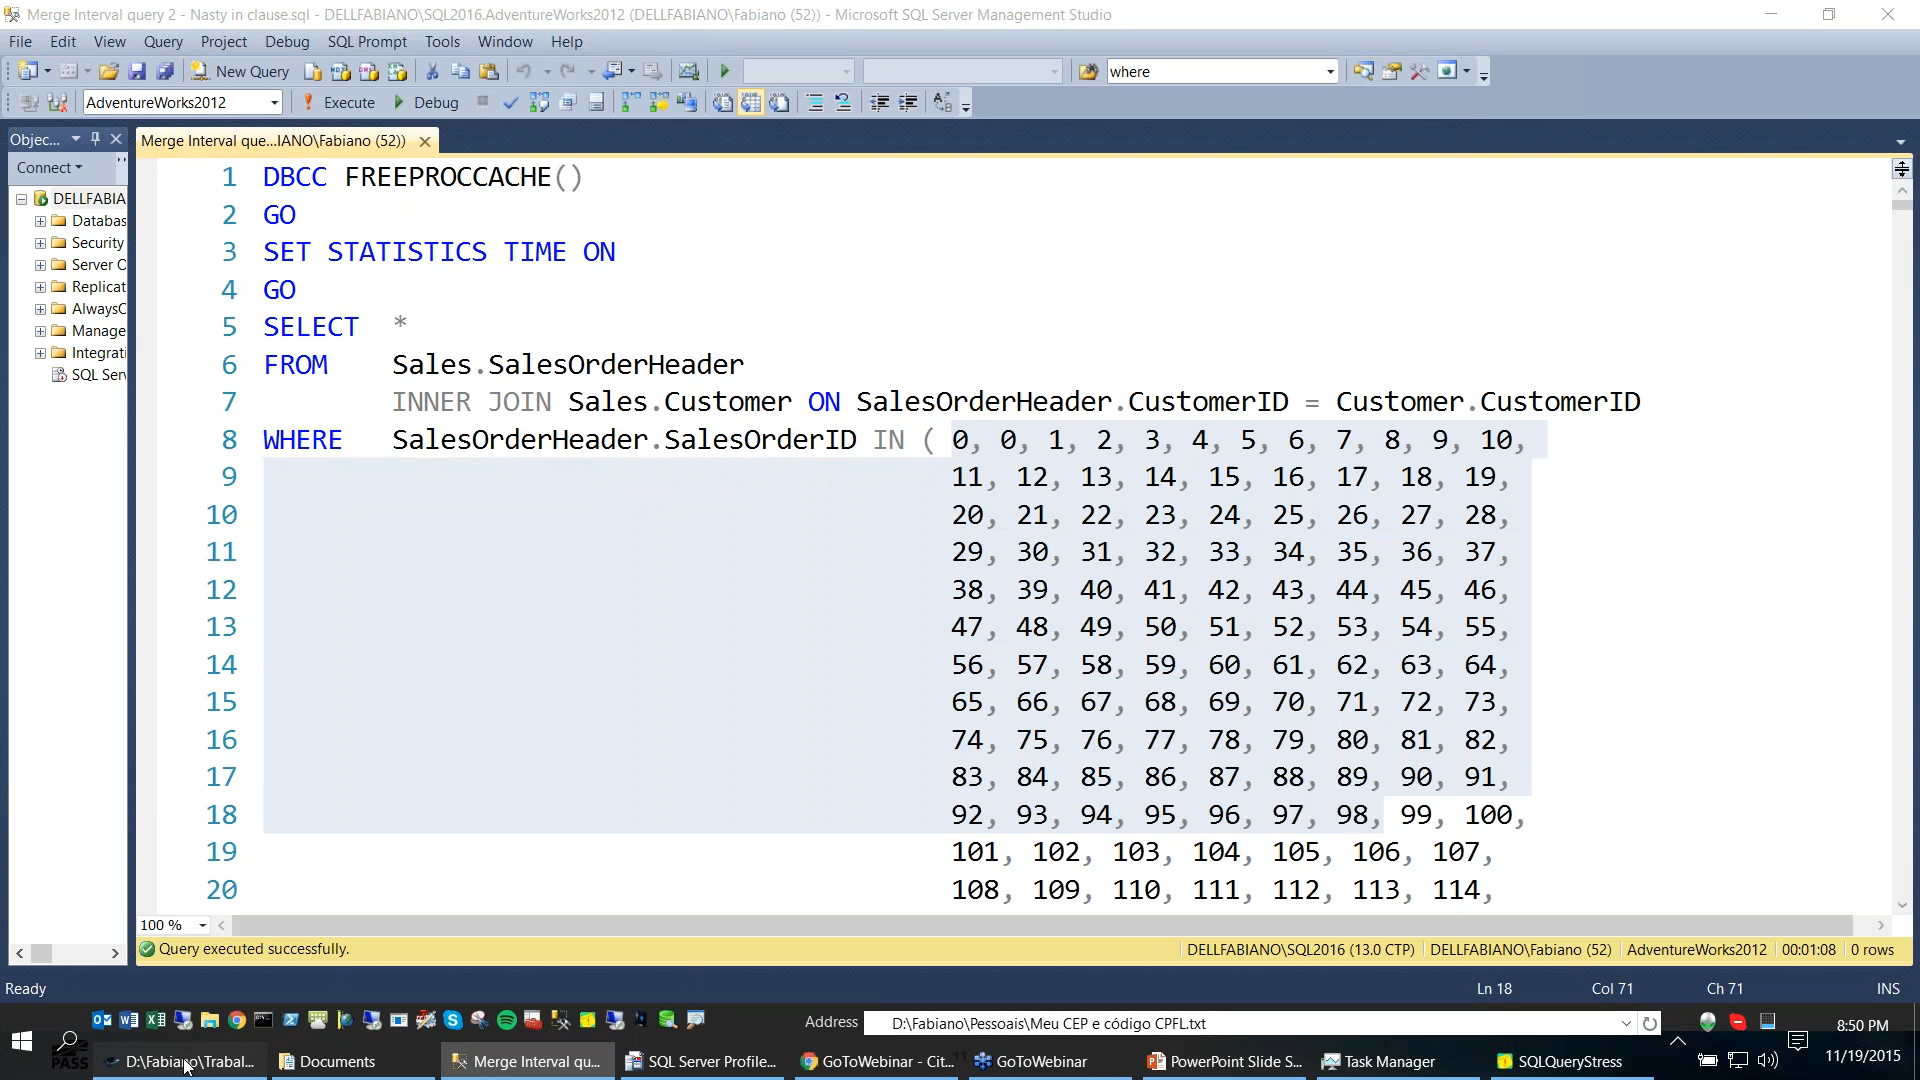 Merge Interval query 2 - Nasty in clause.sql - DELLFABIANO\SQL2016.AdventureWorks2012 (DELLFABIANO\Fabiano (52)) - Microsoft SQL Server Management Studio
File Edit View Query Project Debug SQL Prompt Tools Window Help
New Query where
AdventureWorks2012 Execute Debug
Objec... Merge Interval que...IANO\Fabiano (52))
Connect
DELLFABIA
Databas
Security
Server O
Replicat
AlwaysO
Manage
Integrati
SQL Serv
1 DBCC FREEPROCCACHE()
2 GO
3 SET STATISTICS TIME ON
4 GO
5 SELECT *
6 FROM Sales.SalesOrderHeader
7 INNER JOIN Sales.Customer ON SalesOrderHeader.CustomerID = Customer.CustomerID
8 WHERE SalesOrderHeader.SalesOrderID IN ( 0, 0, 1, 2, 3, 4, 5, 6, 7, 8, 9, 10,
9 11, 12, 13, 14, 15, 16, 17, 18, 19,
10 20, 21, 22, 23, 24, 25, 26, 27, 28,
11 29, 30, 31, 32, 33, 34, 35, 36, 37,
12 38, 39, 40, 41, 42, 43, 44, 45, 46,
13 47, 48, 49, 50, 51, 52, 53, 54, 55,
14 56, 57, 58, 59, 60, 61, 62, 63, 64,
15 65, 66, 67, 68, 69, 70, 71, 72, 73,
16 74, 75, 76, 77, 78, 79, 80, 81, 82,
17 83, 84, 85, 86, 87, 88, 89, 90, 91,
18 92, 93, 94, 95, 96, 97, 98, 99, 100,
19 101, 102, 103, 104, 105, 106, 107,
20 108, 109, 110, 111, 112, 113, 114,
100 %
Query executed successfully. DELLFABIANO\SQL2016 (13.0 CTP) DELLFABIANO\Fabiano (52) AdventureWorks2012 00:01:08 0 rows
Ready Ln 18 Col 71 Ch 71 INS
Address D:\Fabiano\Pessoais\Meu CEP e código CPFL.txt 8:50 PM
PASS D:\Fabiano\Trabal... Documents Merge Interval qu... SQL Server Profile... GoToWebinar - Cit... GoToWebinar PowerPoint Slide S... Task Manager SQLQueryStress 11/19/2015